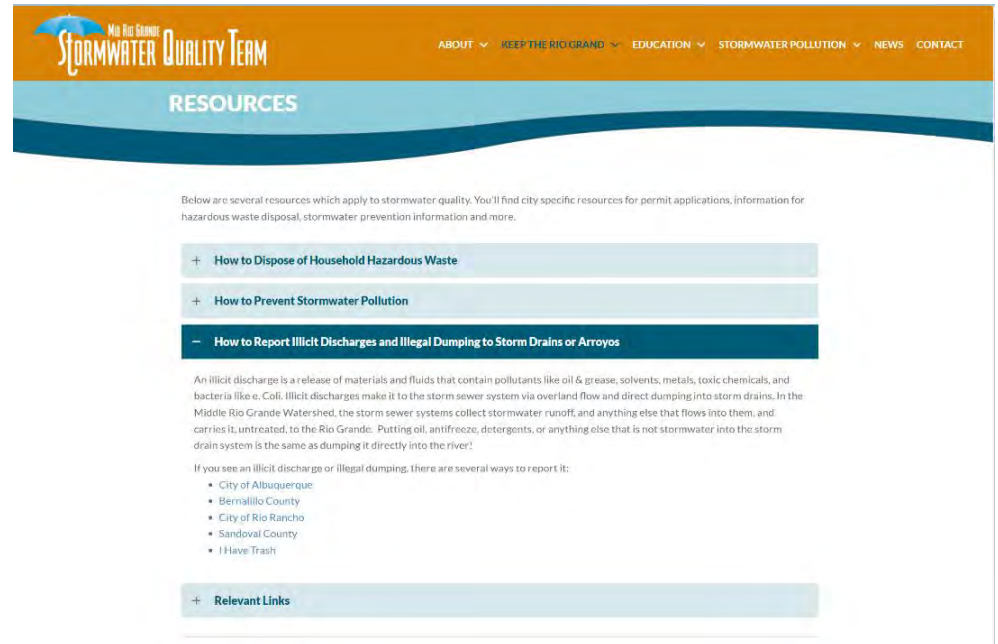 MID RIO GRANDE
STORMWATER QUALITY TEAM
ABOUT KEEP THE RIO GRAND EDUCATION STORMWATER POLLUTION NEWS CONTACT
RESOURCES
Below are several resources which apply to stormwater quality. You'll find city specific resources for permit applications, information for
hazardous waste disposal, stormwater prevention information and more.
+ How to Dispose of Household Hazardous Waste
+ How to Prevent Stormwater Pollution
− How to Report Illicit Discharges and Illegal Dumping to Storm Drains or Arroyos
An illicit discharge is a release of materials and fluids that contain pollutants like oil & grease, solvents, metals, toxic chemicals, and
bacteria like e. Coli. Illicit discharges make it to the storm sewer system via overland flow and direct dumping into storm drains. In the
Middle Rio Grande Watershed, the storm sewer systems collect stormwater runoff, and anything else that flows into them, and
carries it, untreated, to the Rio Grande. Putting oil, antifreeze, detergents, or anything else that is not stormwater into the storm
drain system is the same as dumping it directly into the river!
If you see an illicit discharge or illegal dumping, there are several ways to report it:
• City of Albuquerque
• Bernalillo County
• City of Rio Rancho
• Sandoval County
• I Have Trash
+ Relevant Links